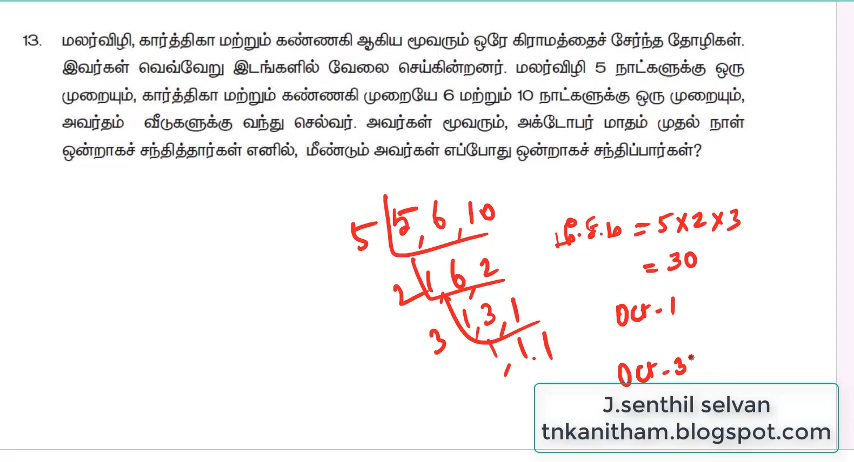 13. மலர்விழி, கார்த்திகா மற்றும் கண்ணகி ஆகிய மூவரும் ஒரே கிராமத்தைச் சேர்ந்த தோழிகள்.
இவர்கள் வெவ்வேறு இடங்களில் வேலை செய்கின்றனர். மலர்விழி 5 நாட்களுக்கு ஒரு
முறையும், கார்த்திகா மற்றும் கண்ணகி முறையே 6 மற்றும் 10 நாட்களுக்கு ஒரு முறையும்,
அவர்தம் வீடுகளுக்கு வந்து செல்வர். அவர்கள் மூவரும், அக்டோபர் மாதம் முதல் நாள்
ஒன்றாகச் சந்தித்தார்கள் எனில், மீண்டும் அவர்கள் எப்போது ஒன்றாகச் சந்திப்பார்கள்?
5 5, 6, 10
2 1, 6, 2
3 1, 3, 1
1, 1, 1
மீ.சி.ம = 5 × 2 × 3
= 30
Oct - 1
Oct - 3
J.senthil selvan
tnkanitham.blogspot.com